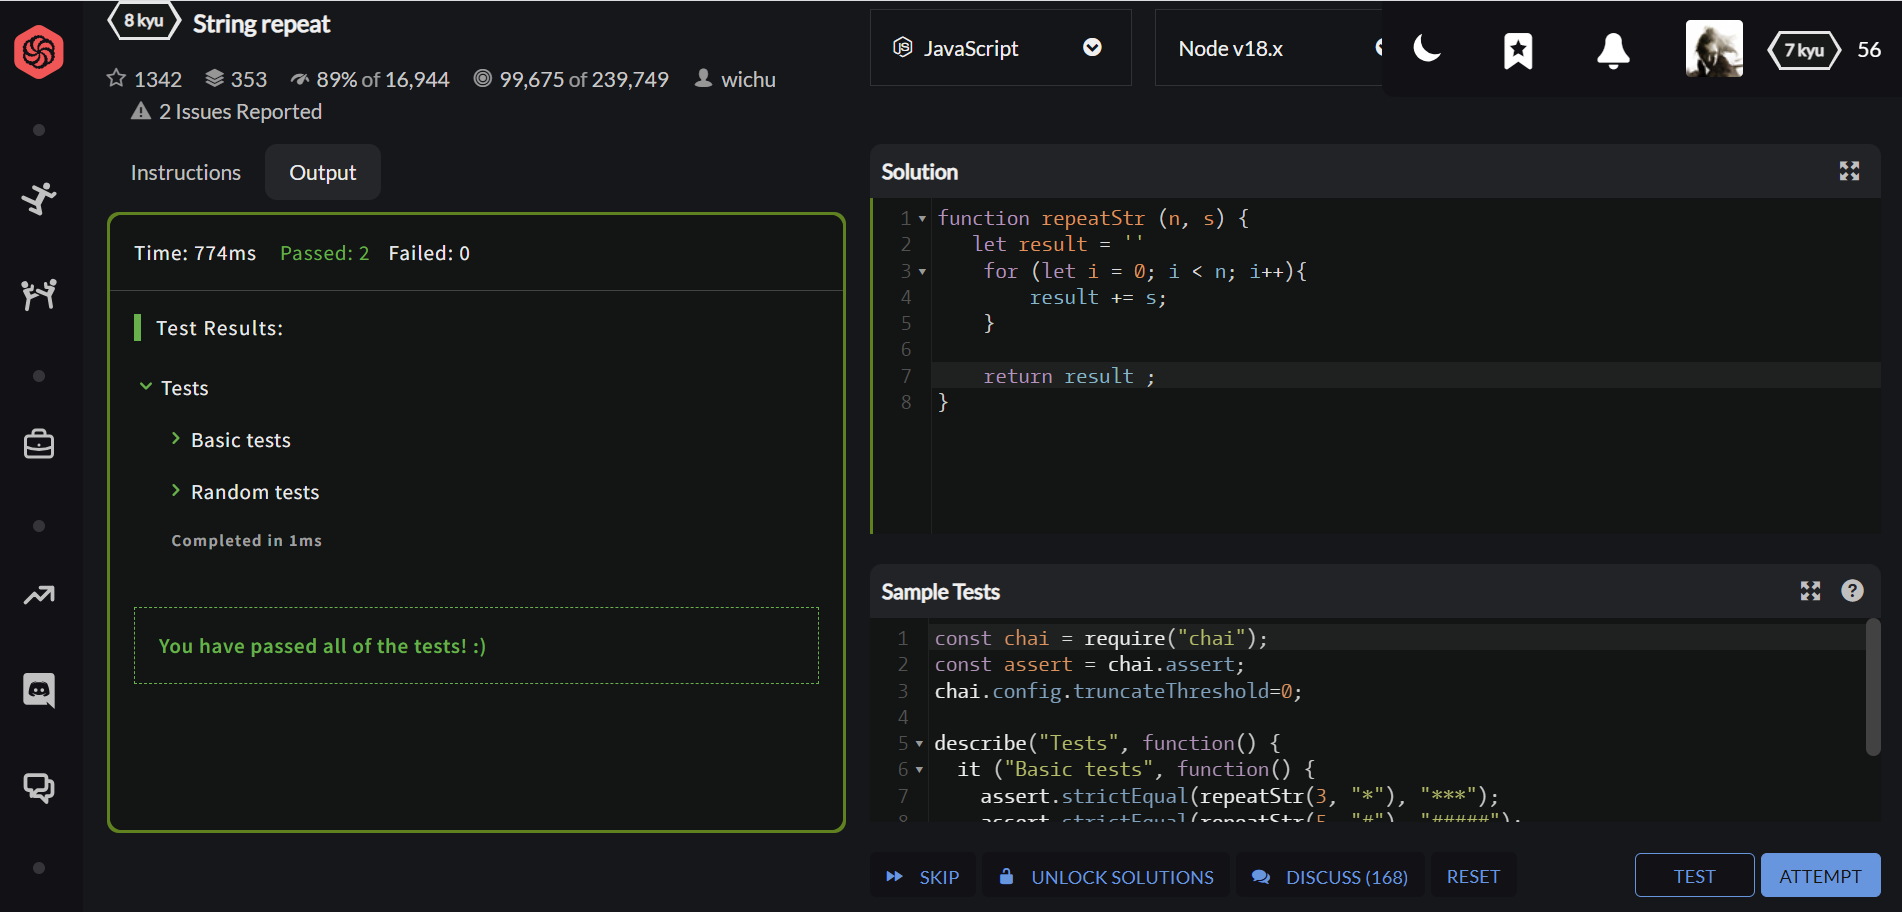 8 kyu String repeat
1342 353 89% of 16,944 99,675 of 239,749 wichu
2 Issues Reported
JavaScript
Node v18.x
7 kyu 56
Instructions Output
Time: 774ms Passed: 2 Failed: 0
Test Results:
Tests
Basic tests
Random tests
Completed in 1ms
You have passed all of the tests! :)
Solution
1 function repeatStr (n, s) {
2 let result = ''
3 for (let i = 0; i < n; i++){
4 result += s;
5 }
6
7 return result ;
8 }
Sample Tests
1 const chai = require("chai");
2 const assert = chai.assert;
3 chai.config.truncateThreshold=0;
4
5 describe("Tests", function() {
6 it ("Basic tests", function() {
7 assert.strictEqual(repeatStr(3, "*"), "***");
8 assert.strictEqual(repeatStr(5, "#"), "#####");
SKIP UNLOCK SOLUTIONS DISCUSS (168) RESET TEST ATTEMPT